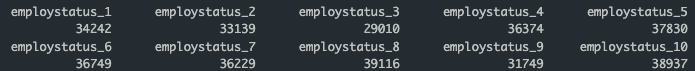 employstatus_1 employstatus_2 employstatus_3 employstatus_4 employstatus_5
34242 33139 29010 36374 37830
employstatus_6 employstatus_7 employstatus_8 employstatus_9 employstatus_10
36749 36229 39116 31749 38937